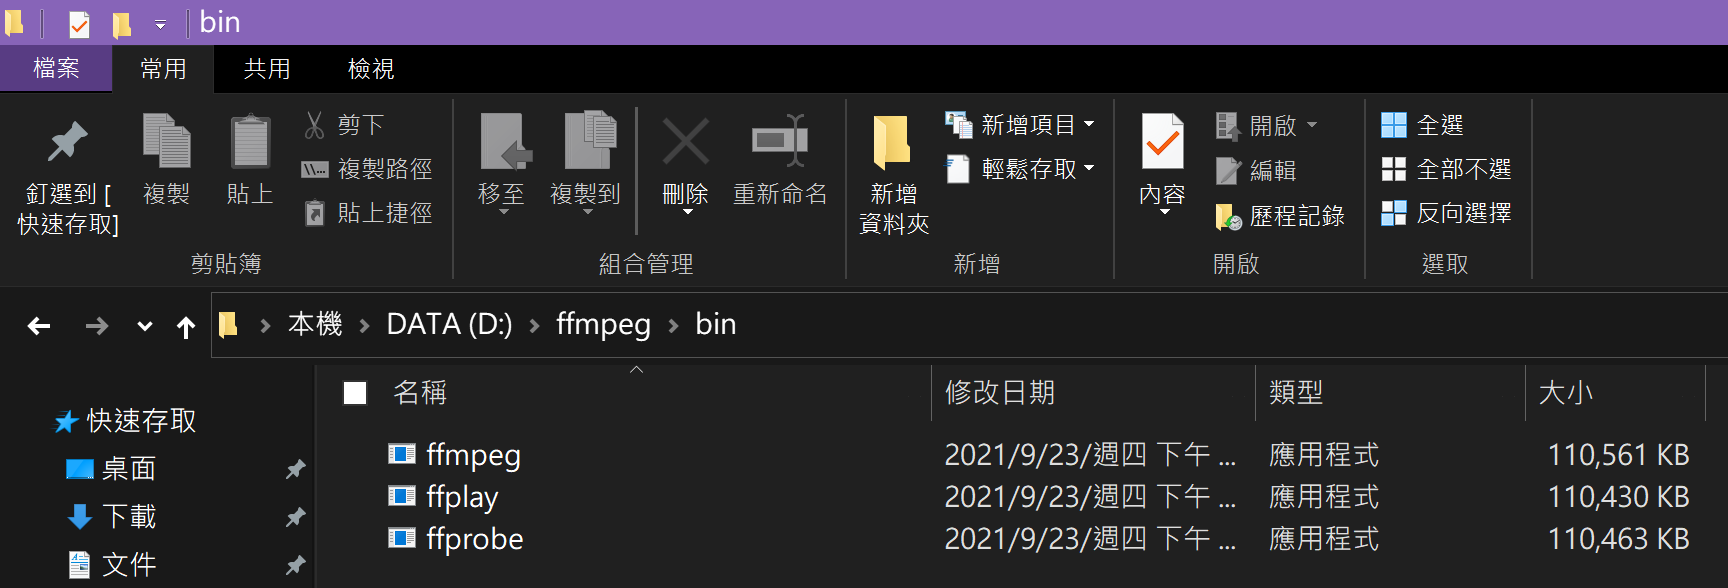 bin
檔案 常用 共用 檢視
釘選到 [
快速存取]
複製
貼上
剪下
複製路徑
貼上捷徑
剪貼簿
移至
複製到
刪除
重新命名
組合管理
新增
資料夾
新增項目
輕鬆存取
新增
內容
開啟
編輯
歷程記錄
開啟
全選
全部不選
反向選擇
選取
本機 > DATA (D:) > ffmpeg > bin
快速存取
桌面
下載
文件
名稱 修改日期 類型 大小
ffmpeg 2021/9/23/週四 下午 ... 應用程式 110,561 KB
ffplay 2021/9/23/週四 下午 ... 應用程式 110,430 KB
ffprobe 2021/9/23/週四 下午 ... 應用程式 110,463 KB